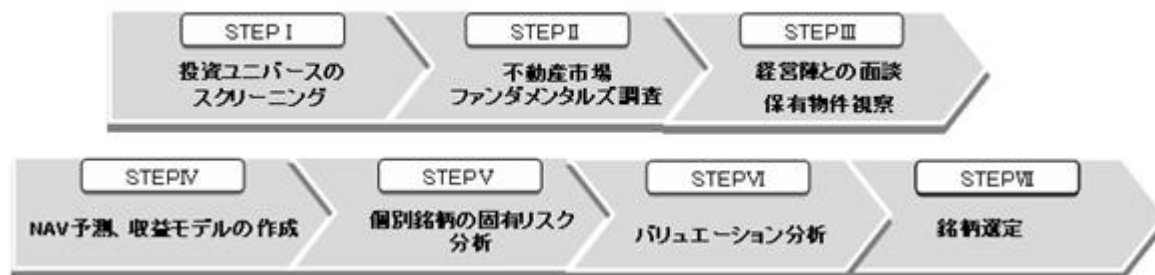 STEP Ⅰ
投資ユニバースの
スクリーニング
STEP Ⅱ
不動産市場
ファンダメンタルズ調査
STEPⅢ
経営陣との面談
保有物件視察
STEPⅣ
NAV予測、収益モデルの作成
STEPⅤ
個別銘柄の固有リスク
分析
STEPⅥ
バリュエーション分析
STEPⅦ
銘柄選定